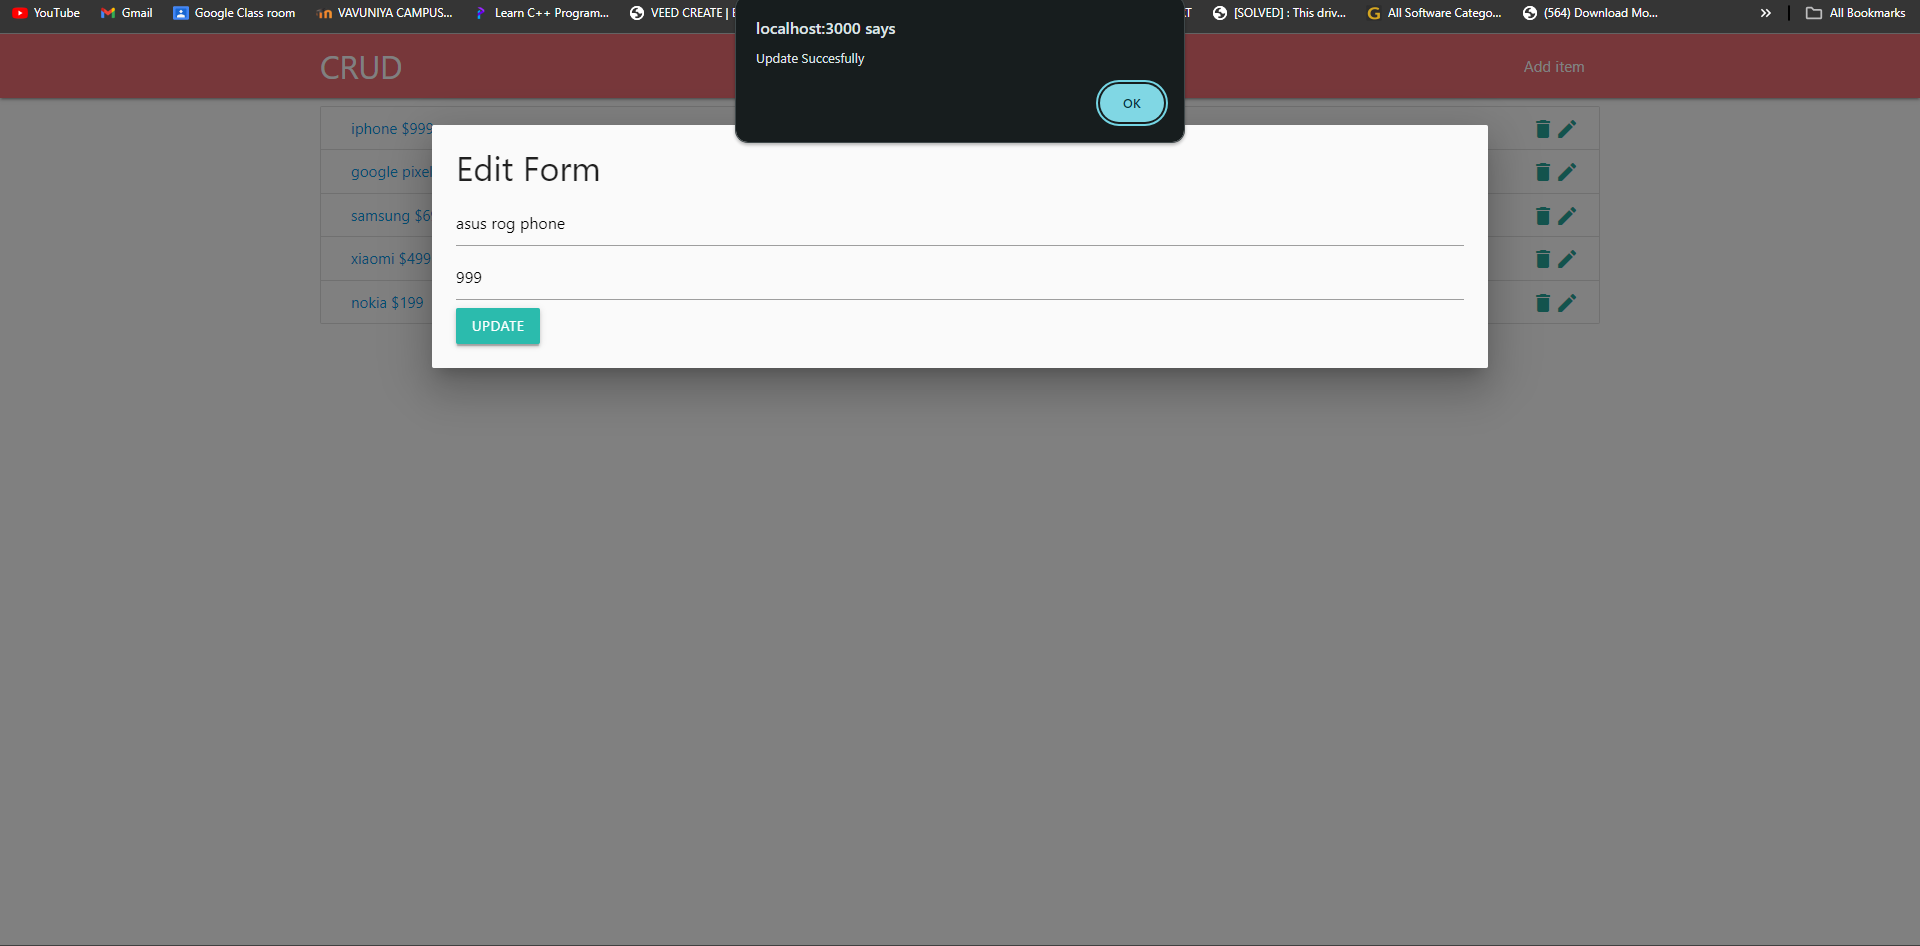 YouTube Gmail Google Class room VAVUNIYA CAMPUS... Learn C++ Program... VEED CREATE | [SOLVED] : This driv... All Software Catego... (564) Download Mo... » All Bookmarks
localhost:3000 says
Update Succesfully
OK
CRUD Add item
iphone $999
google pixel
samsung $6
xiaomi $499
nokia $199
Edit Form
asus rog phone
999
UPDATE